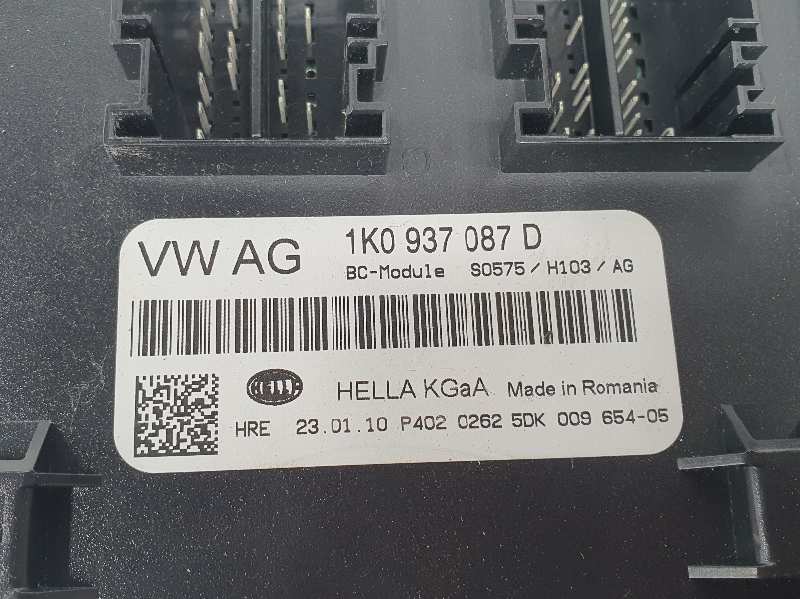 VW AG
1K0 937 087 D
BC-Module S0575/H103/AG
HELLA
HELLA KGaA Made in Romania
HRE 23.01.10 P402 0262 5DK 009 654-05